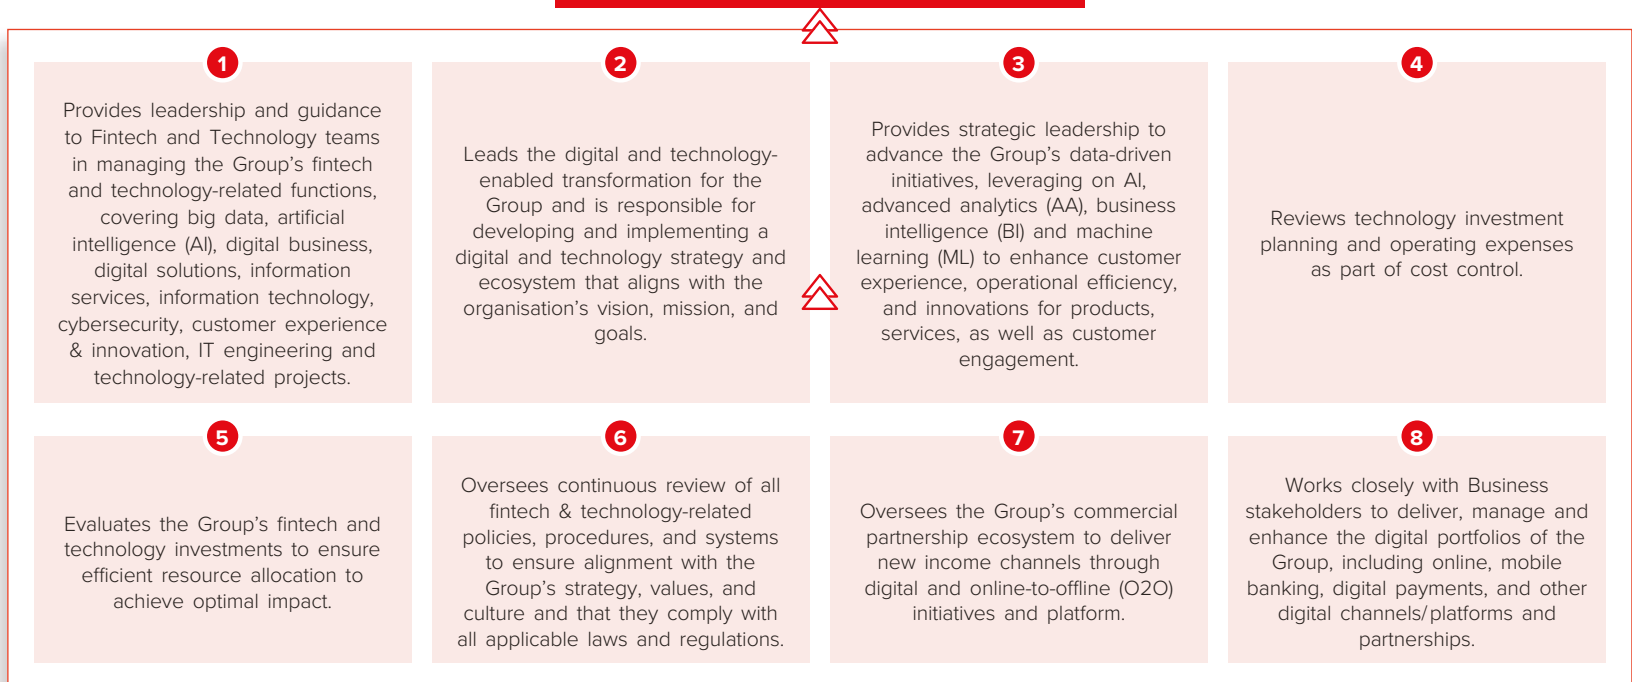 1
Provides leadership and guidance
to Fintech and Technology teams
in managing the Group's fintech
and technology-related functions,
covering big data, artificial
intelligence (AI), digital business,
digital solutions, information
services, information technology,
cybersecurity, customer experience
& innovation, IT engineering and
technology-related projects.
2
Leads the digital and technology-
enabled transformation for the
Group and is responsible for
developing and implementing a
digital and technology strategy and
ecosystem that aligns with the
organisation's vision, mission, and
goals.
3
Provides strategic leadership to
advance the Group's data-driven
initiatives, leveraging on AI,
advanced analytics (AA), business
intelligence (BI) and machine
learning (ML) to enhance customer
experience, operational efficiency,
and innovations for products,
services, as well as customer
engagement.
4
Reviews technology investment
planning and operating expenses
as part of cost control.
5
Evaluates the Group's fintech and
technology investments to ensure
efficient resource allocation to
achieve optimal impact.
6
Oversees continuous review of all
fintech & technology-related
policies, procedures, and systems
to ensure alignment with the
Group's strategy, values, and
culture and that they comply with
all applicable laws and regulations.
7
Oversees the Group's commercial
partnership ecosystem to deliver
new income channels through
digital and online-to-offline (O2O)
initiatives and platform.
8
Works closely with Business
stakeholders to deliver, manage and
enhance the digital portfolios of the
Group, including online, mobile
banking, digital payments, and other
digital channels/platforms and
partnerships.